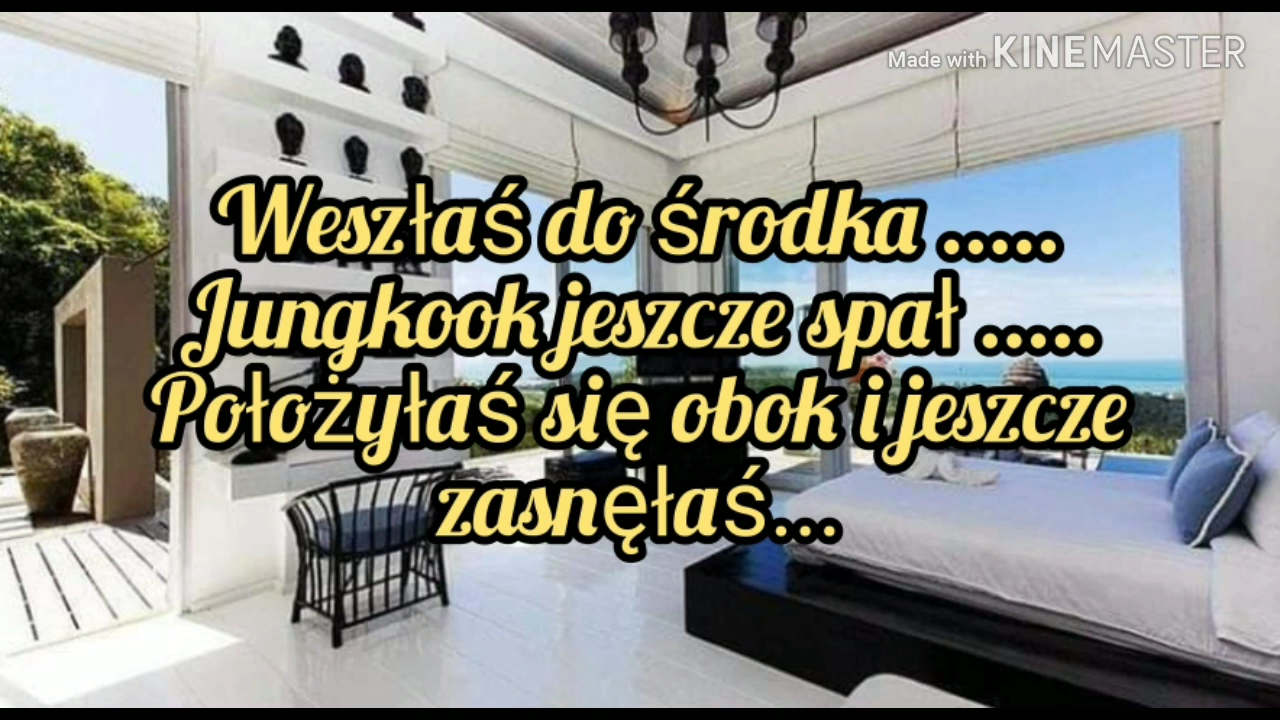 Made with KINEMASTER
Weszłaś do środka .....
Jungkook jeszcze spał .....
Położyłaś się obok i jeszcze
zasnęłaś...